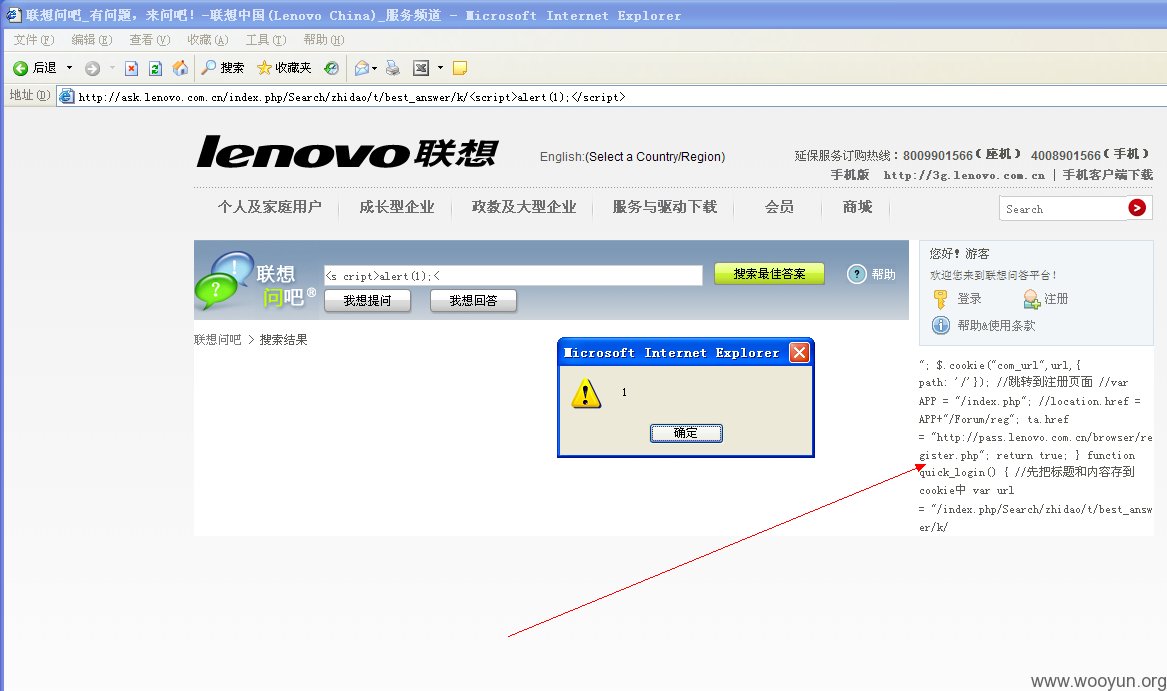 联想问吧_有问题，来问吧！-联想中国(Lenovo China)_服务频道 - Microsoft Internet Explorer
文件(F) 编辑(E) 查看(V) 收藏(A) 工具(T) 帮助(H)
后退 搜索 收藏夹
地址(D) http://ask.lenovo.com.cn/index.php/Search/zhidao/t/best_answer/k/<script>alert(1);</script>
lenovo联想
English:(Select a Country/Region)
延保服务订购热线：8009901566(座机) 4008901566(手机)
手机版 http://3g.lenovo.com.cn | 手机客户端下载
个人及家庭用户 成长型企业 政教及大型企业 服务与驱动下载 会员 商城
Search
联想
问吧®
<s cript>alert(1);<
搜索最佳答案
? 帮助
我想提问 我想回答
您好! 游客
欢迎您来到联想问答平台!
登录 注册
帮助&使用条款
联想问吧 > 搜索结果
Microsoft Internet Explorer
1
确定
"; $.cookie("com_url",url,{
path: '/'}); //跳转到注册页面 //var
APP = "/index.php"; //location.href =
APP+"/Forum/reg"; ta.href
= "http://pass.lenovo.com.cn/browser/re
gister.php"; return true; } function
quick_login() { //先把标题和内容存到
cookie中 var url
= "/index.php/Search/zhidao/t/best_answ
er/k/
www.wooyun.org